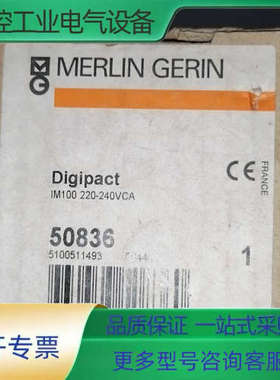 控工业电气设备
MERLIN GERIN
Digipact
IM100 220-240VCA
CE
FRANCE
50836
5100511493
1
品质保证 一站式采
专票
更多型号咨询客服